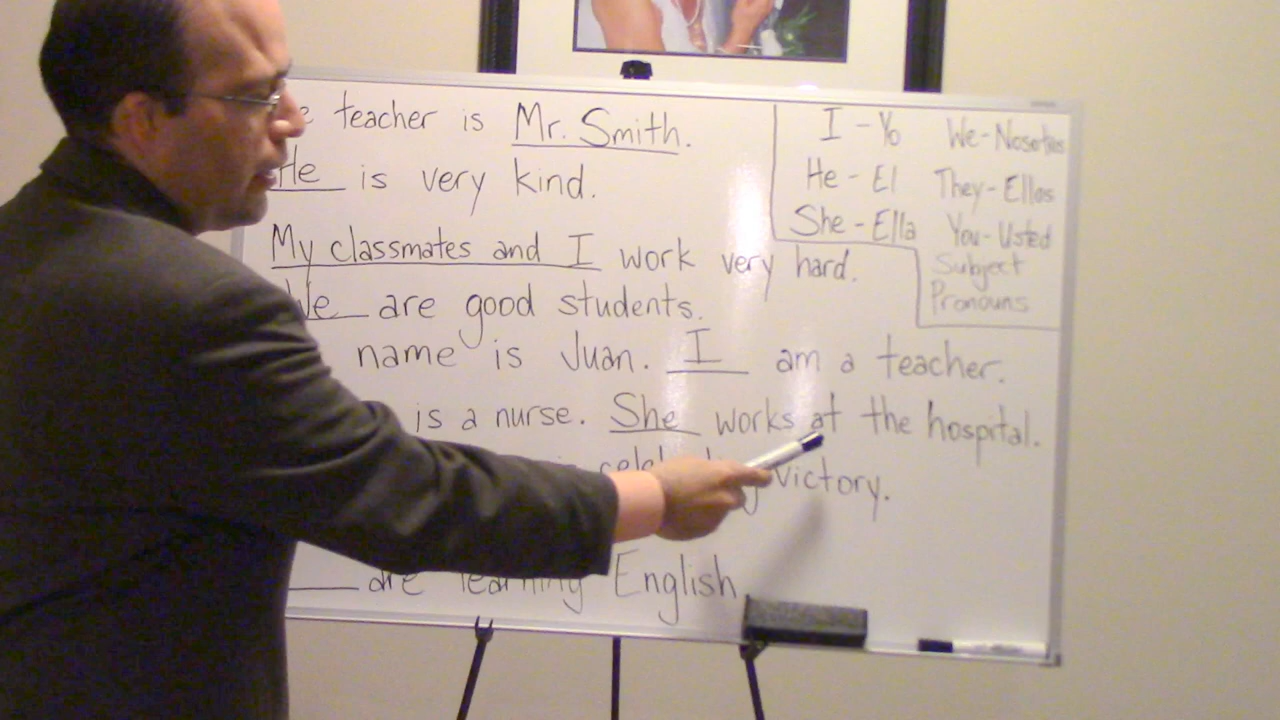 teacher is Mr. Smith.
He is very kind.
My classmates and I work very hard.
We are good students.
name is Juan. I am a teacher.
is a nurse. She works at the hospital.
victory.
are learning English
I - Yo We - Nosotros
He - El They - Ellos
She - Ella You - Usted
Subject
Pronouns